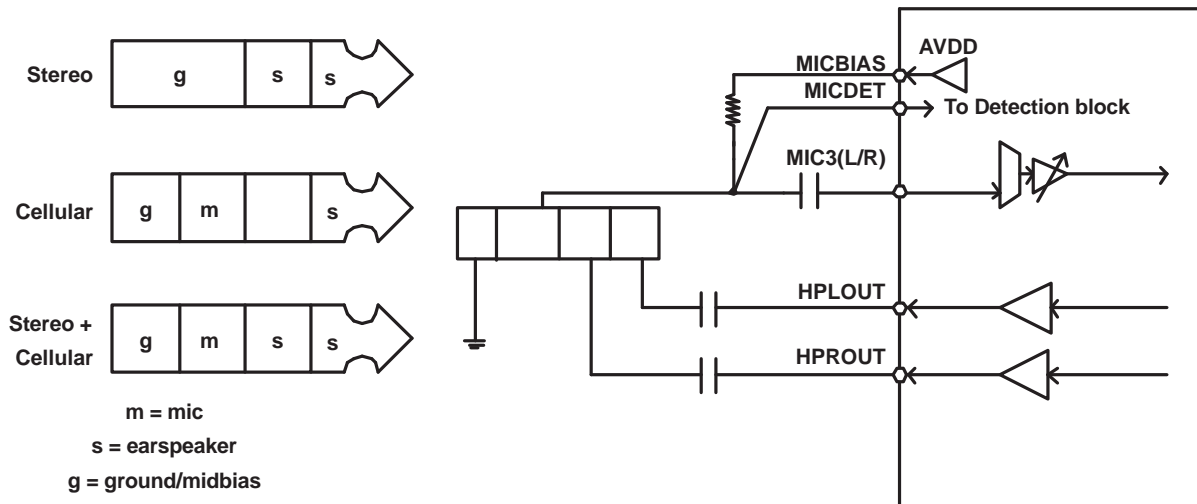 Stereo
g
s
s
Cellular
g
m
s
Stereo +
Cellular
g
m
s
s
m = mic
s = earspeaker
g = ground/midbias
MICBIAS
AVDD
MICDET
To Detection block
MIC3(L/R)
HPLOUT
HPROUT